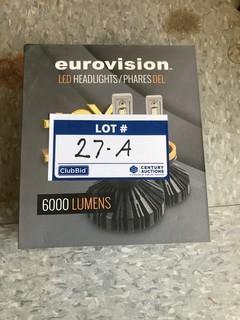 eurovision
LED HEADLIGHTS/PHARES DEL
LOT #
27-A
ClubBid
CENTURY
AUCTIONS
6000 LUMENS